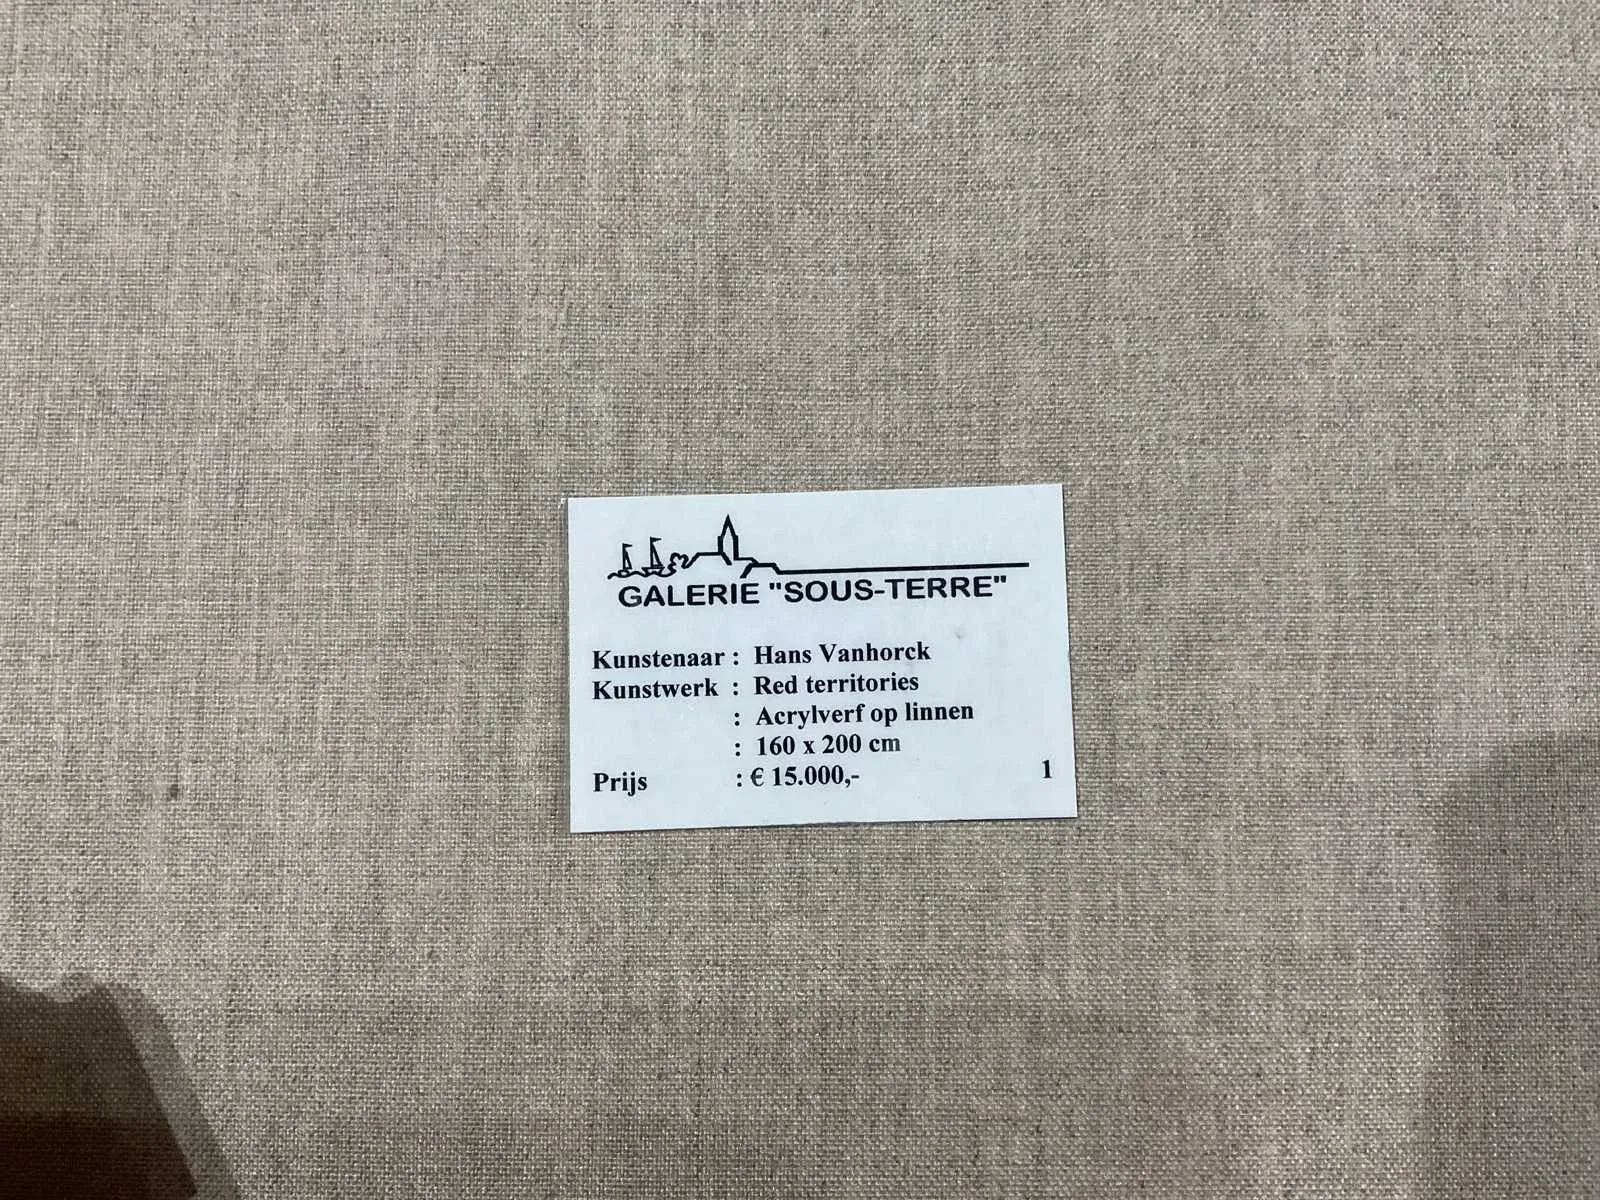 GALERIE "SOUS-TERRE"
Kunstenaar : Hans Vanhorck
Kunstwerk : Red territories
: Acrylverf op linnen
: 160 x 200 cm
Prijs : € 15.000,- 1